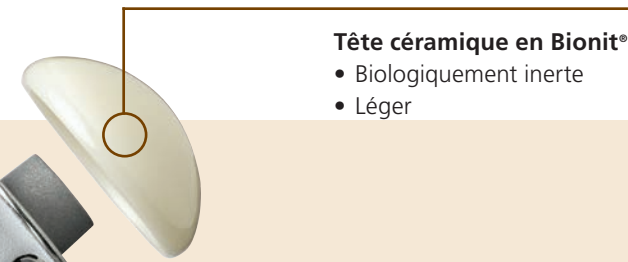 Tête céramique en Bionit®
• Biologiquement inerte
• Léger